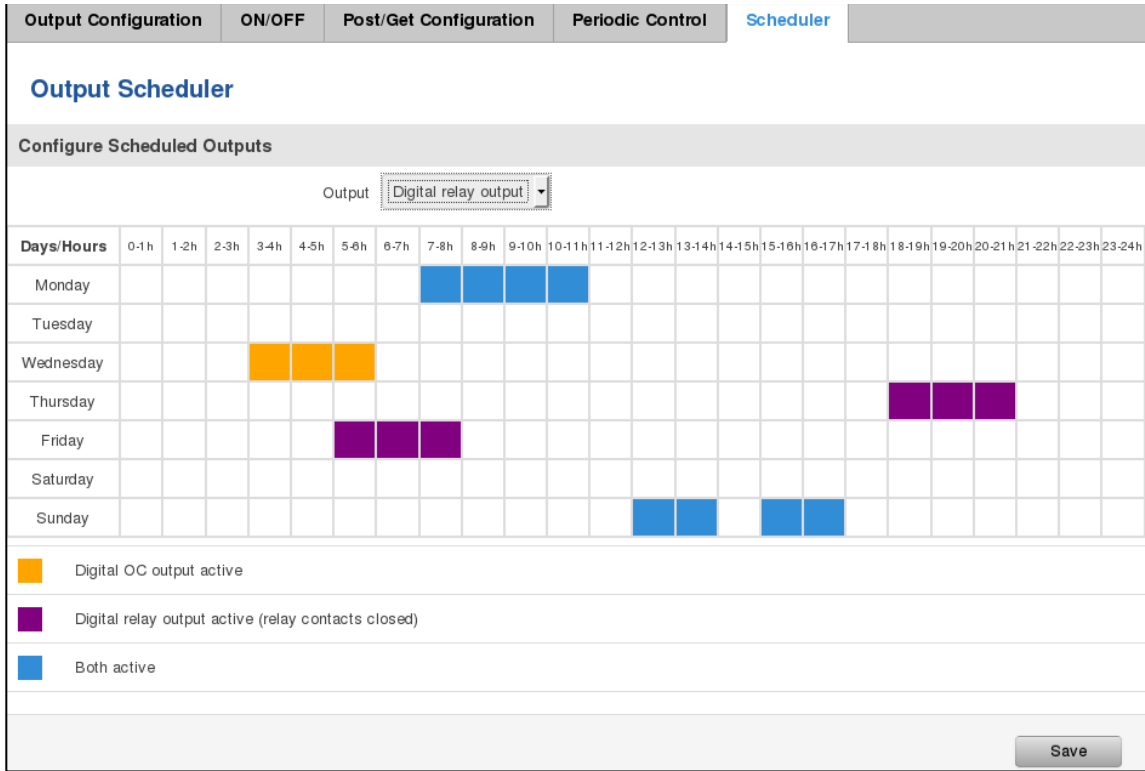 Output Configuration ON/OFF Post/Get Configuration Periodic Control Scheduler
Output Scheduler
Configure Scheduled Outputs
Output Digital relay output
Days/Hours 0-1h 1-2h 2-3h 3-4h 4-5h 5-6h 6-7h 7-8h 8-9h 9-10h 10-11h 11-12h 12-13h 13-14h 14-15h 15-16h 16-17h 17-18h 18-19h 19-20h 20-21h 21-22h 22-23h 23-24h
Monday
Tuesday
Wednesday
Thursday
Friday
Saturday
Sunday
Digital OC output active
Digital relay output active (relay contacts closed)
Both active
Save